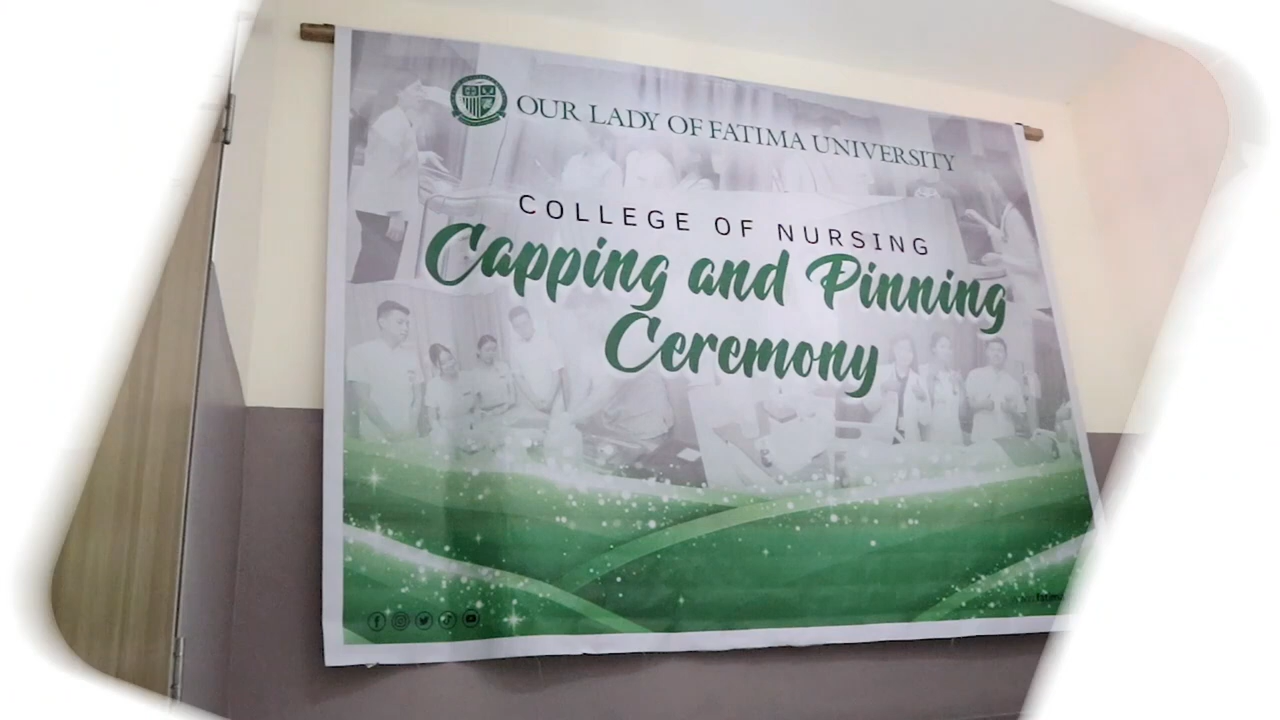 OUR LADY OF FATIMA UNIVERSITY
COLLEGE OF NURSING
Capping and Pinning
Ceremony